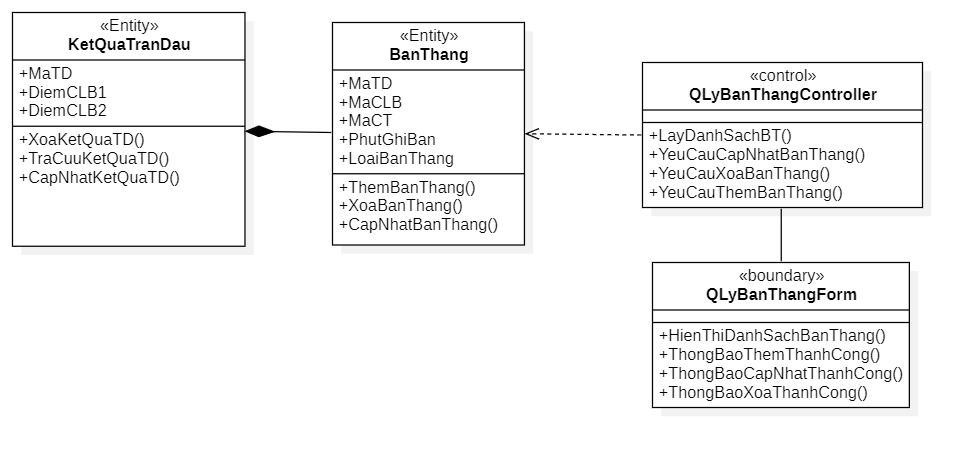 «Entity»
KetQuaTranDau
+MaTD
+DiemCLB1
+DiemCLB2
+XoaKetQuaTD()
+TraCuuKetQuaTD()
+CapNhatKetQuaTD()
«Entity»
BanThang
+MaTD
+MaCLB
+MaCT
+PhutGhiBan
+LoaiBanThang
+ThemBanThang()
+XoaBanThang()
+CapNhatBanThang()
«control»
QLyBanThangController
+LayDanhSachBT()
+YeuCauCapNhatBanThang()
+YeuCauXoaBanThang()
+YeuCauThemBanThang()
«boundary»
QLyBanThangForm
+HienThiDanhSachBanThang()
+ThongBaoThemThanhCong()
+ThongBaoCapNhatThanhCong()
+ThongBaoXoaThanhCong()